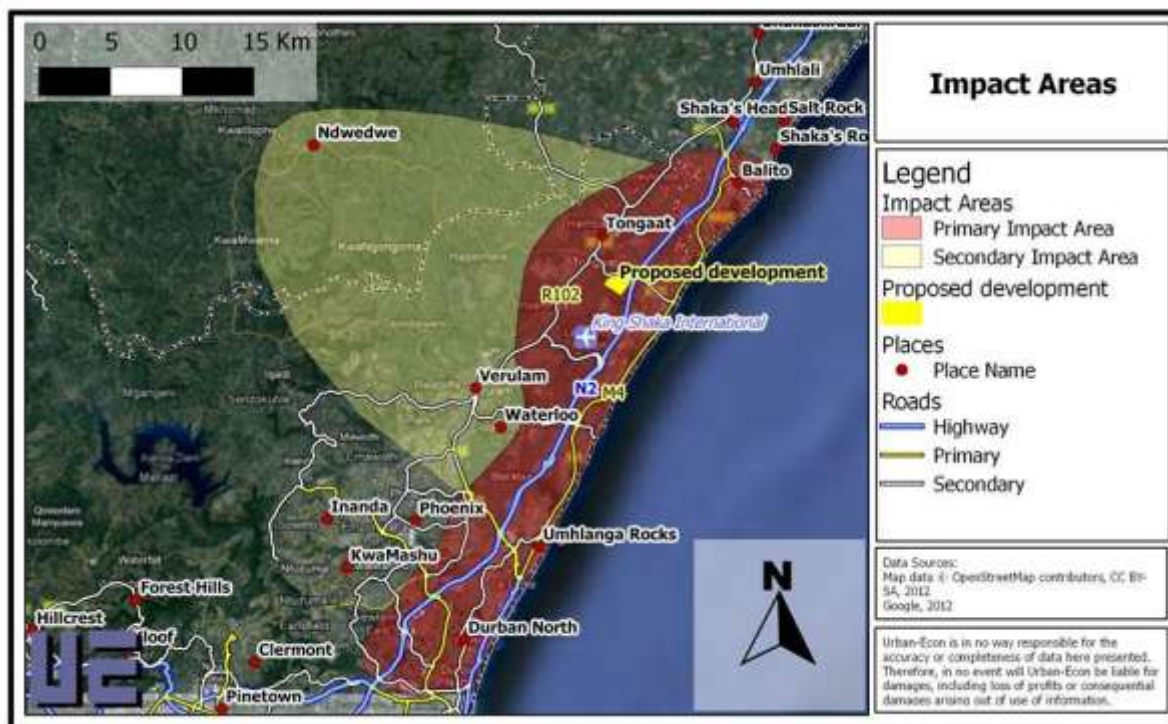 0 5 10 15 Km
Umhlali
Shaka's Head
Salt Rock
Shaka's Ro
Ndwedwe
Balito
Tongaat
Proposed development
R102
King Shaka International
Verulam
N2
M4
Waterloo
Inanda
Phoenix
Umhlanga Rocks
KwaMashu
Forest Hills
Hillcrest
loof
Durban North
Clermont
Pinetown
UE
N
Impact Areas
Legend
Impact Areas
Primary Impact Area
Secondary Impact Area
Proposed development
Places
Place Name
Roads
Highway
Primary
Secondary
Data Sources:
Map data © OpenStreetMap contributors, CC BY-
SA, 2012
Google, 2012
Urban-Econ is in no way responsible for the
accuracy or completeness of data here presented.
Therefore, in no event will Urban-Econ be liable for
damages, including loss of profits or consequential
damages arising out of use of information.